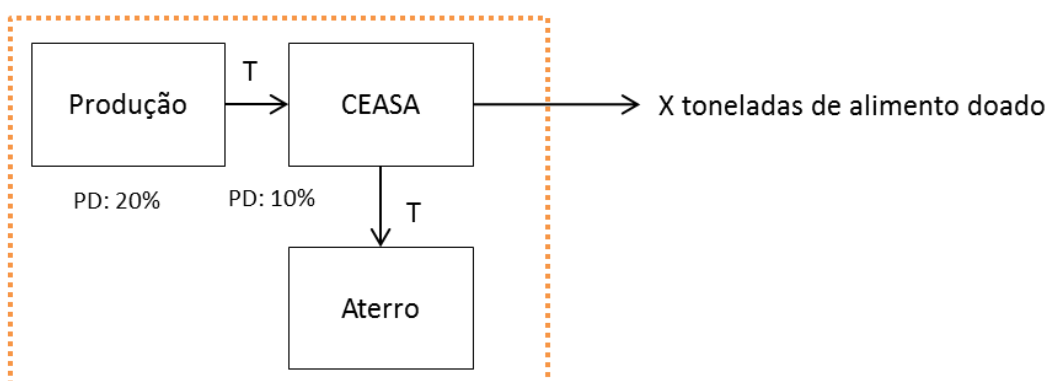 Produção
T
CEASA
X toneladas de alimento doado
PD: 20%
PD: 10%
T
Aterro